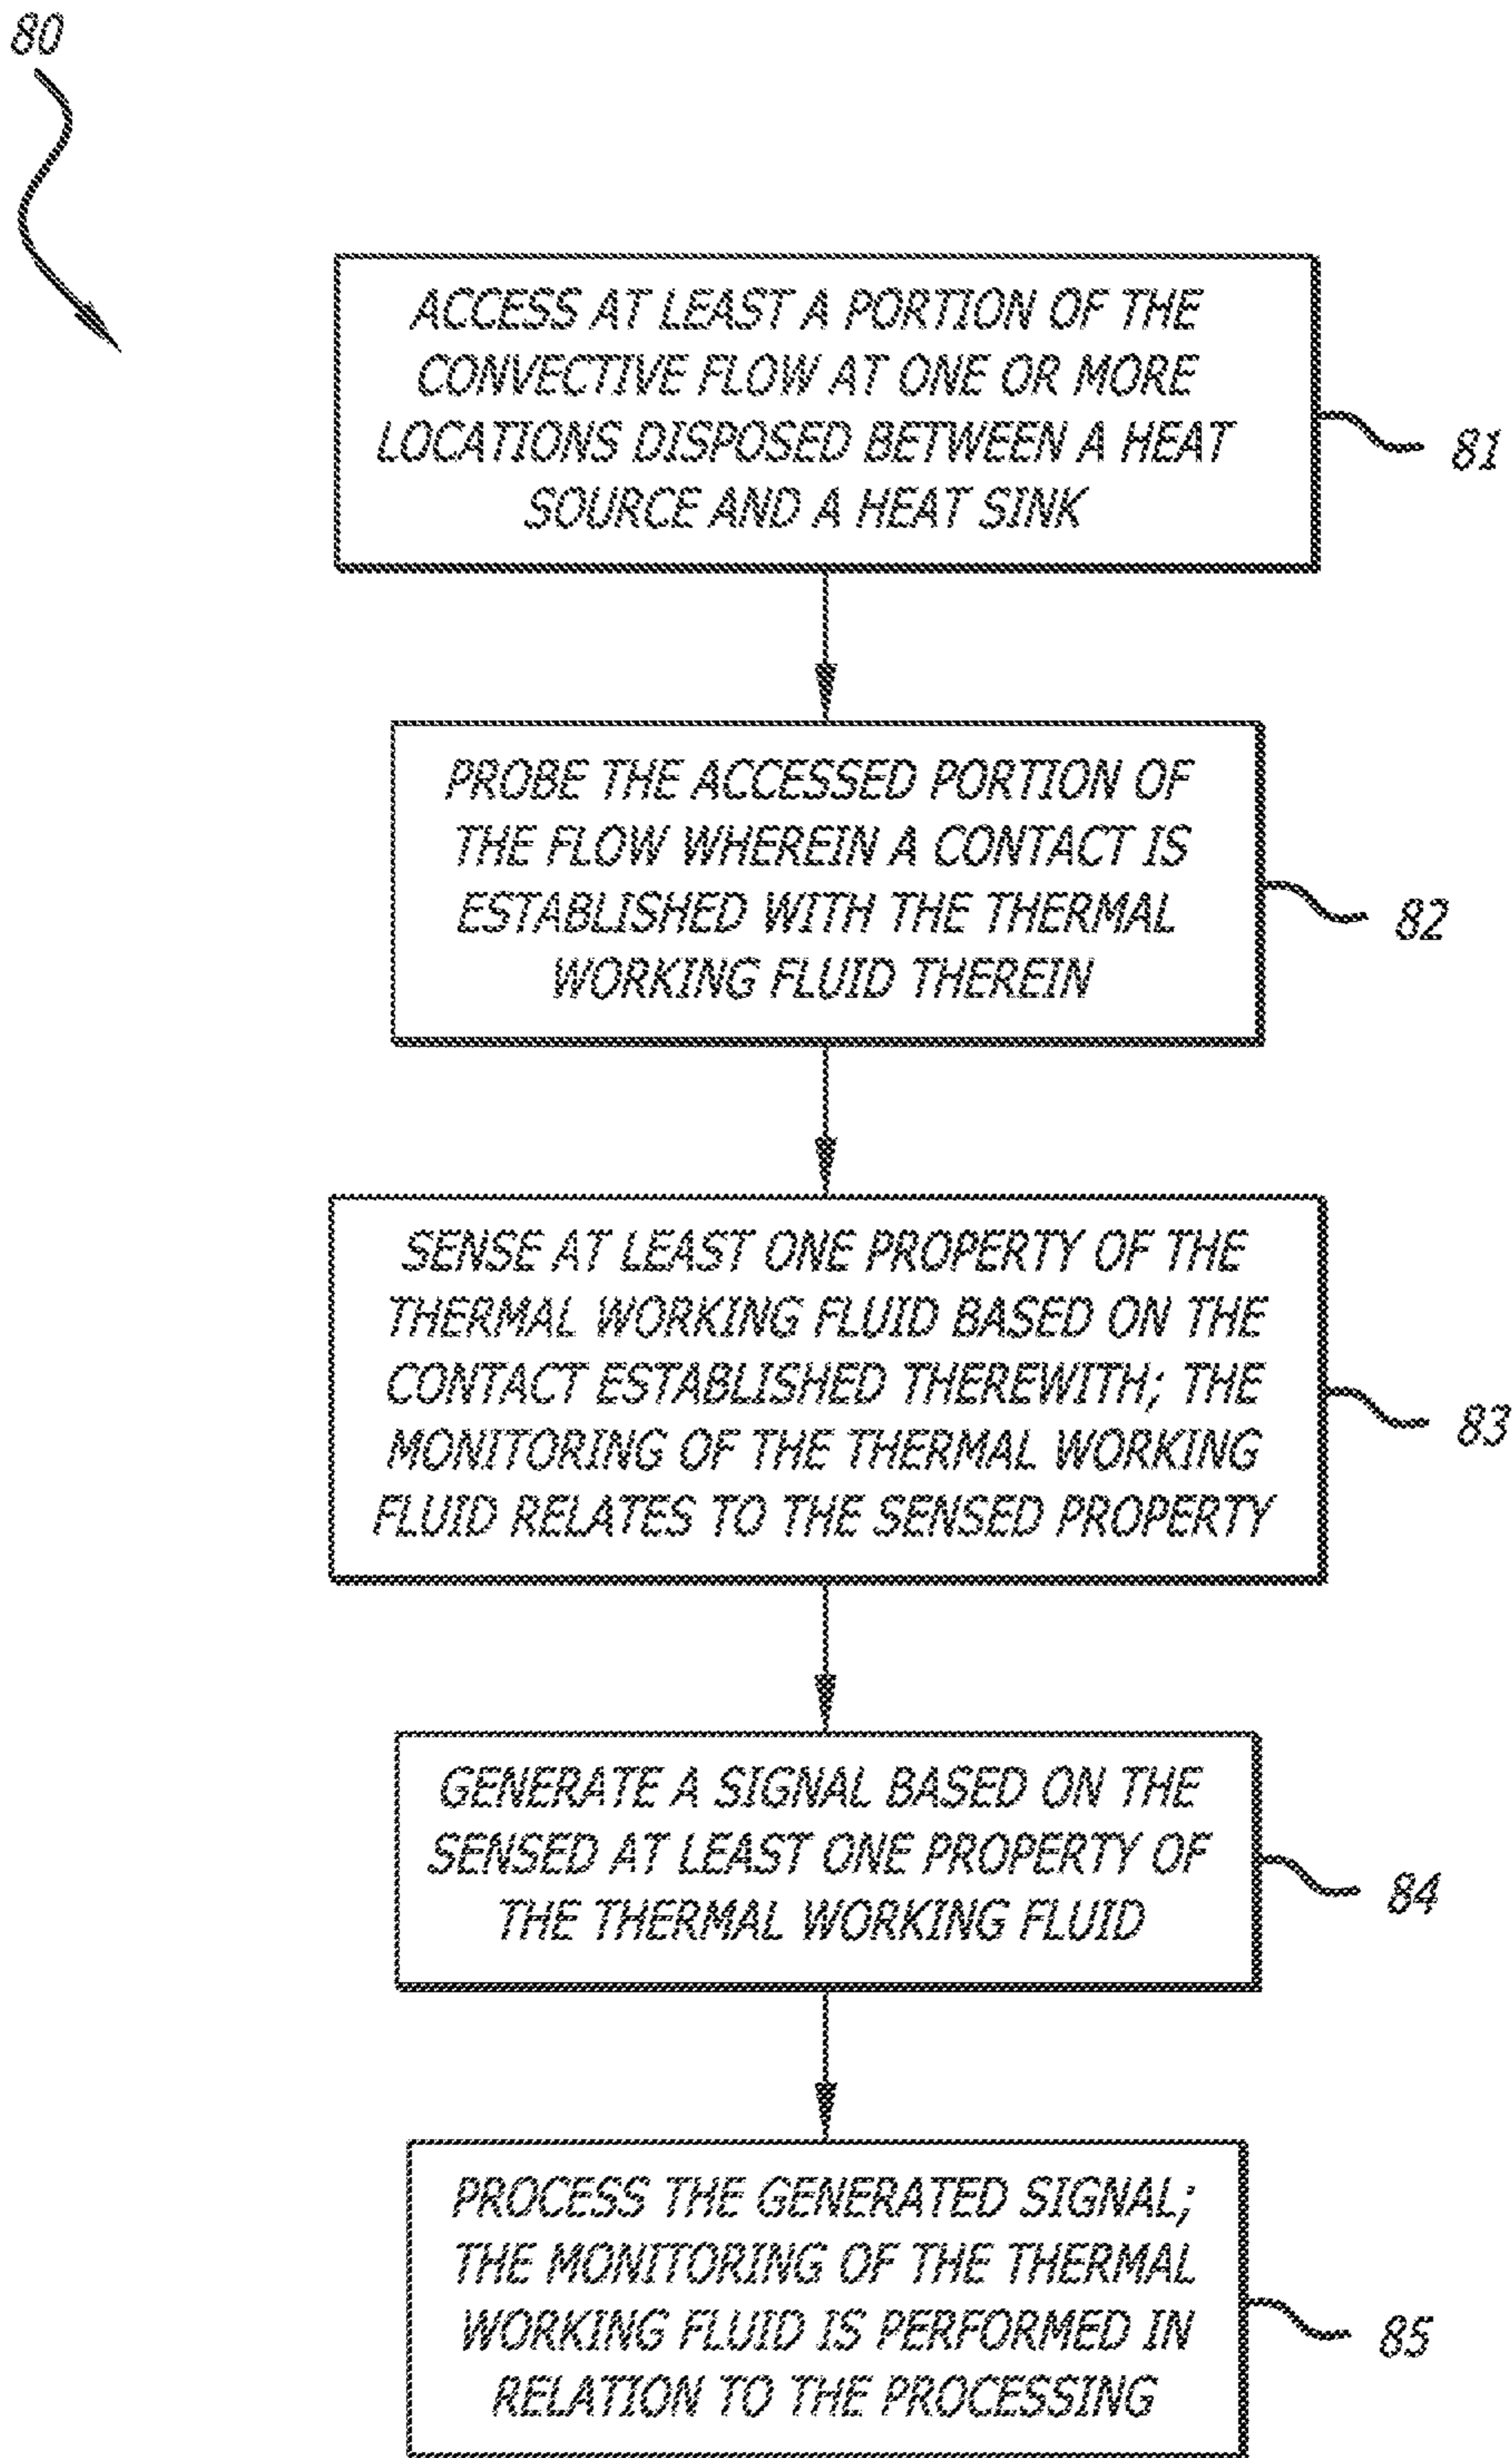 80
ACCESS AT LEAST A PORTION OF THE
CONVECTIVE FLOW AT ONE OR MORE
LOCATIONS DISPOSED BETWEEN A HEAT
SOURCE AND A HEAT SINK
81
PROBE THE ACCESSED PORTION OF
THE FLOW WHEREIN A CONTACT IS
ESTABLISHED WITH THE THERMAL
WORKING FLUID THEREIN
82
SENSE AT LEAST ONE PROPERTY OF THE
THERMAL WORKING FLUID BASED ON THE
CONTACT ESTABLISHED THEREWITH; THE
MONITORING OF THE THERMAL WORKING
FLUID RELATES TO THE SENSED PROPERTY
83
GENERATE A SIGNAL BASED ON THE
SENSED AT LEAST ONE PROPERTY OF
THE THERMAL WORKING FLUID
84
PROCESS THE GENERATED SIGNAL;
THE MONITORING OF THE THERMAL
WORKING FLUID IS PERFORMED IN
RELATION TO THE PROCESSING
85